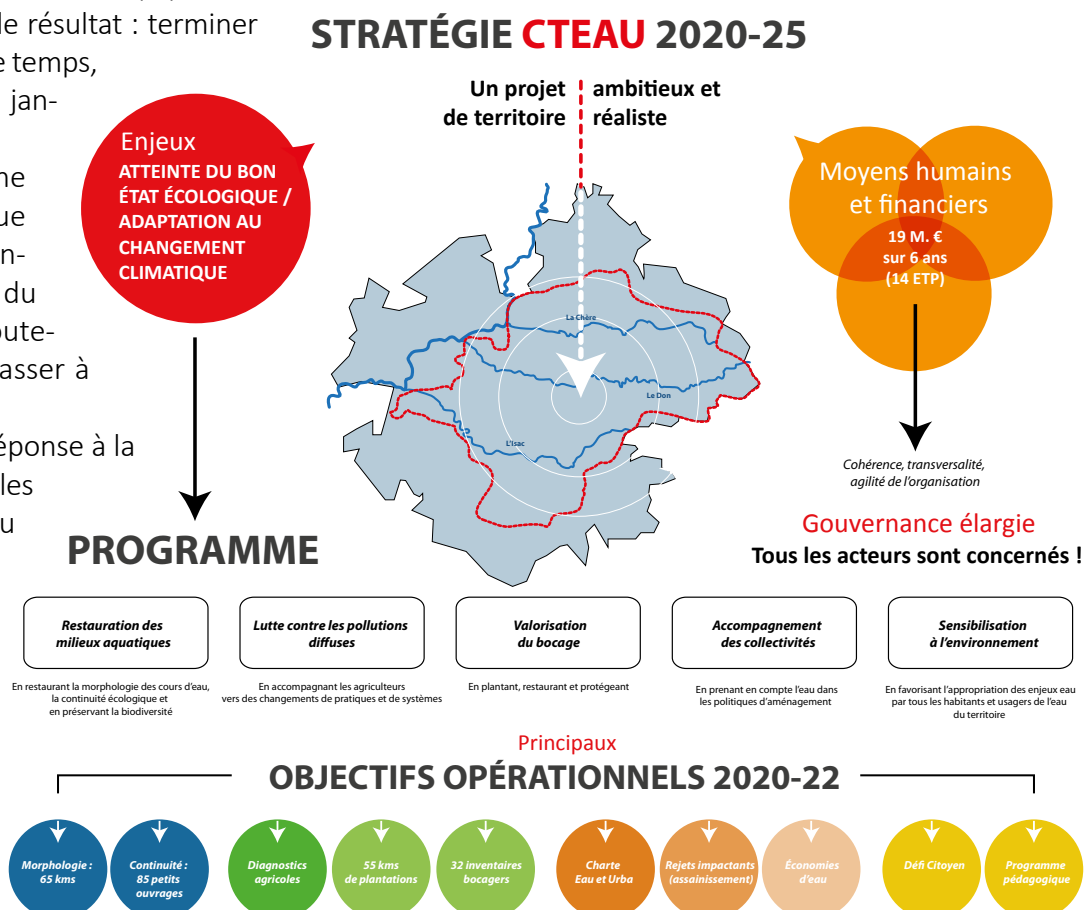 le résultat : terminer
e temps,
jan-
ne
ue
n-
du
oute-
asser à
éponse à la
les
u
STRATÉGIE CTEAU 2020-25
Un projet ambitieux et
de territoire réaliste
Enjeux
ATTEINTE DU BON
ÉTAT ÉCOLOGIQUE /
ADAPTATION AU
CHANGEMENT
CLIMATIQUE
La Chère
Le Don
L'Isac
Moyens humains
et financiers
19 M. €
sur 6 ans
(14 ETP)
Cohérence, transversalité,
agilité de l'organisation
Gouvernance élargie
Tous les acteurs sont concernés !
PROGRAMME
Restauration des
milieux aquatiques
En restaurant la morphologie des cours d'eau,
la continuité écologique et
en préservant la biodiversité
Lutte contre les pollutions
diffuses
En accompagnant les agriculteurs
vers des changements de pratiques et de systèmes
Valorisation
du bocage
En plantant, restaurant et protégeant
Accompagnement
des collectivités
En prenant en compte l'eau dans
les politiques d'aménagement
Sensibilisation
à l'environnement
En favorisant l'appropriation des enjeux eau
par tous les habitants et usagers de l'eau
du territoire
Principaux
OBJECTIFS OPÉRATIONNELS 2020-22
Morphologie :
65 kms
Continuité :
85 petits
ouvrages
Diagnostics
agricoles
55 kms
de plantations
32 inventaires
bocagers
Charte
Eau et Urba
Rejets impactants
(assainissement)
Économies
d'eau
Défi Citoyen
Programme
pédagogique